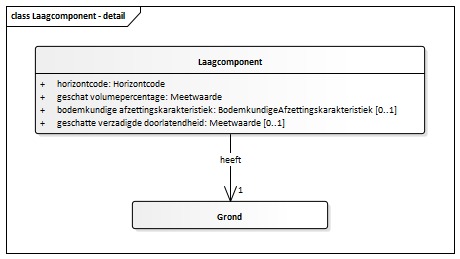 class Laagcomponent - detail
Laagcomponent
+ horizontcode: Horizontcode
+ geschat volumepercentage: Meetwaarde
+ bodemkundige afzettingskarakteristiek: BodemkundigeAfzettingskarakteristiek [0..1]
+ geschatte verzadigde doorlatendheid: Meetwaarde [0..1]
heeft
1
Grond